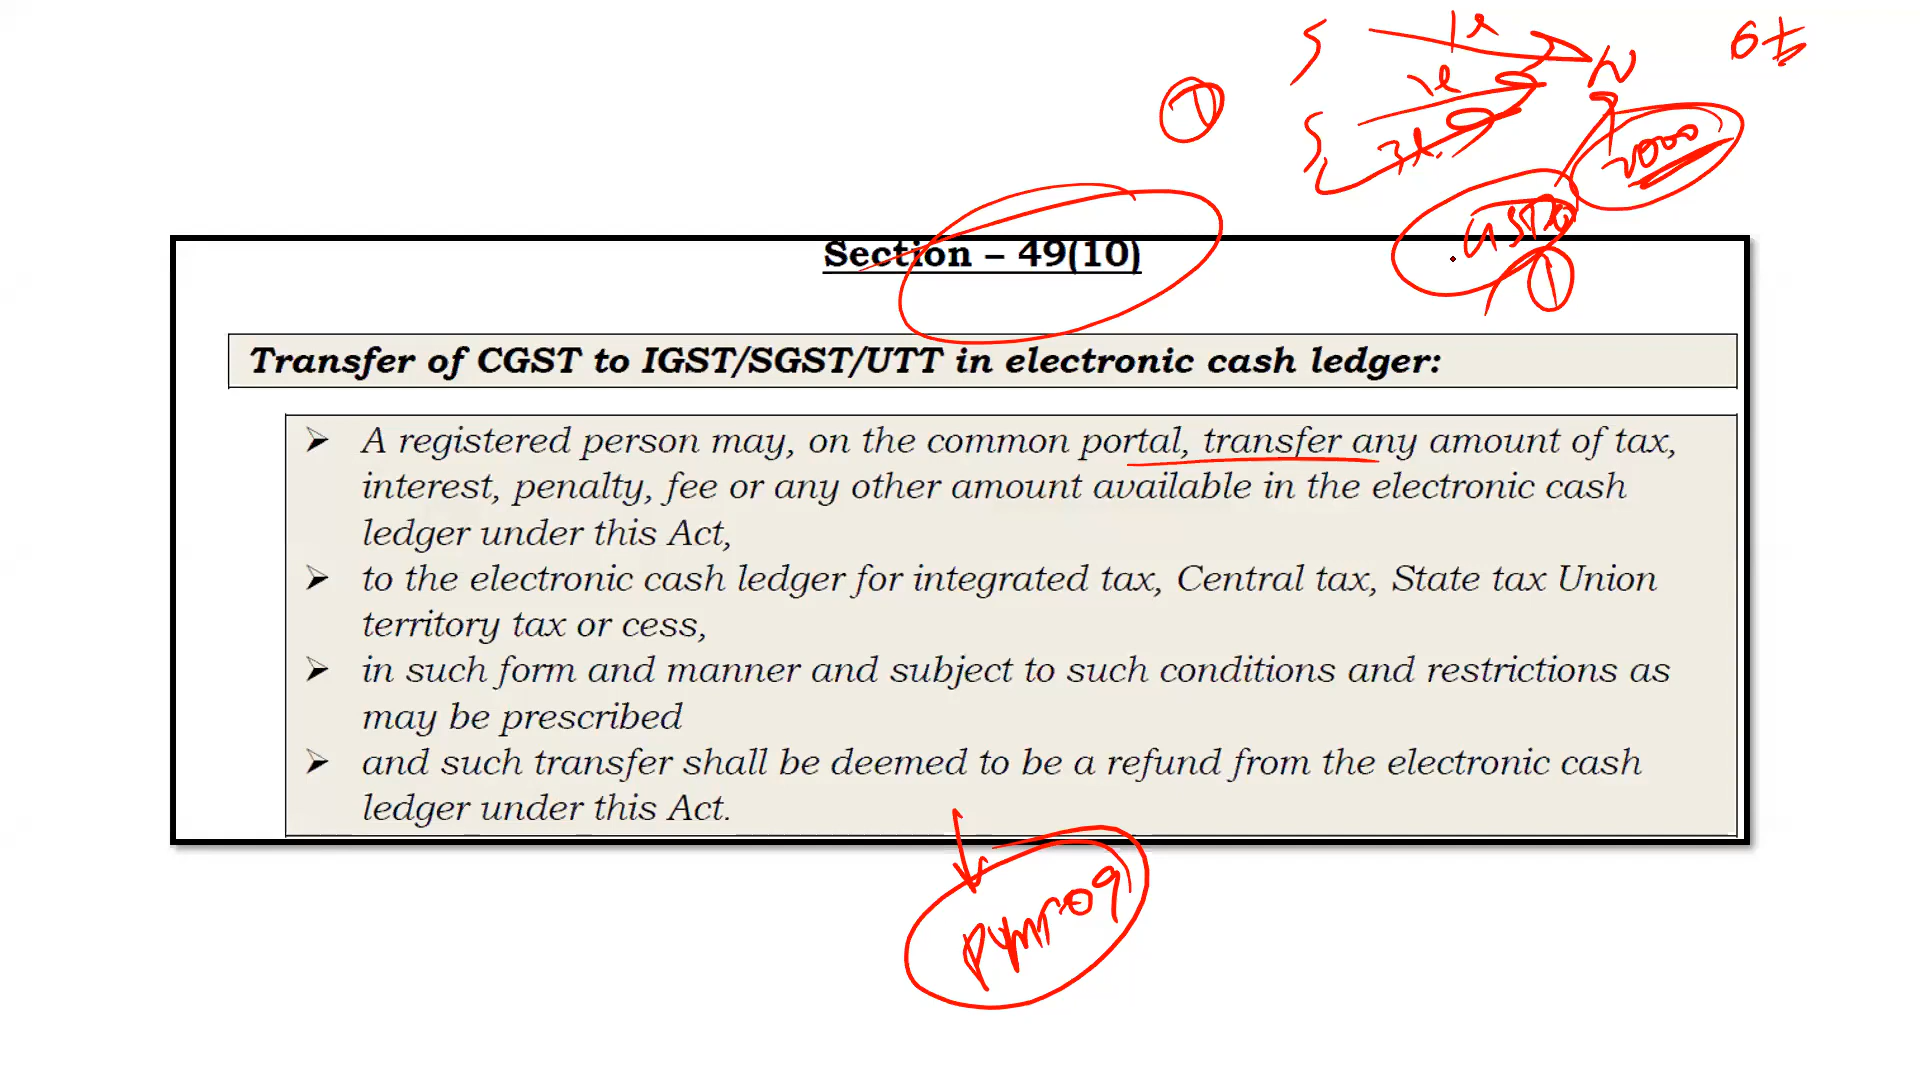 6
2000
1
Section – 49(10)
Transfer of CGST to IGST/SGST/UTT in electronic cash ledger:
➢ A registered person may, on the common portal, transfer any amount of tax,
interest, penalty, fee or any other amount available in the electronic cash
ledger under this Act,
➢ to the electronic cash ledger for integrated tax, Central tax, State tax Union
territory tax or cess,
➢ in such form and manner and subject to such conditions and restrictions as
may be prescribed
➢ and such transfer shall be deemed to be a refund from the electronic cash
ledger under this Act.
PYMT-09